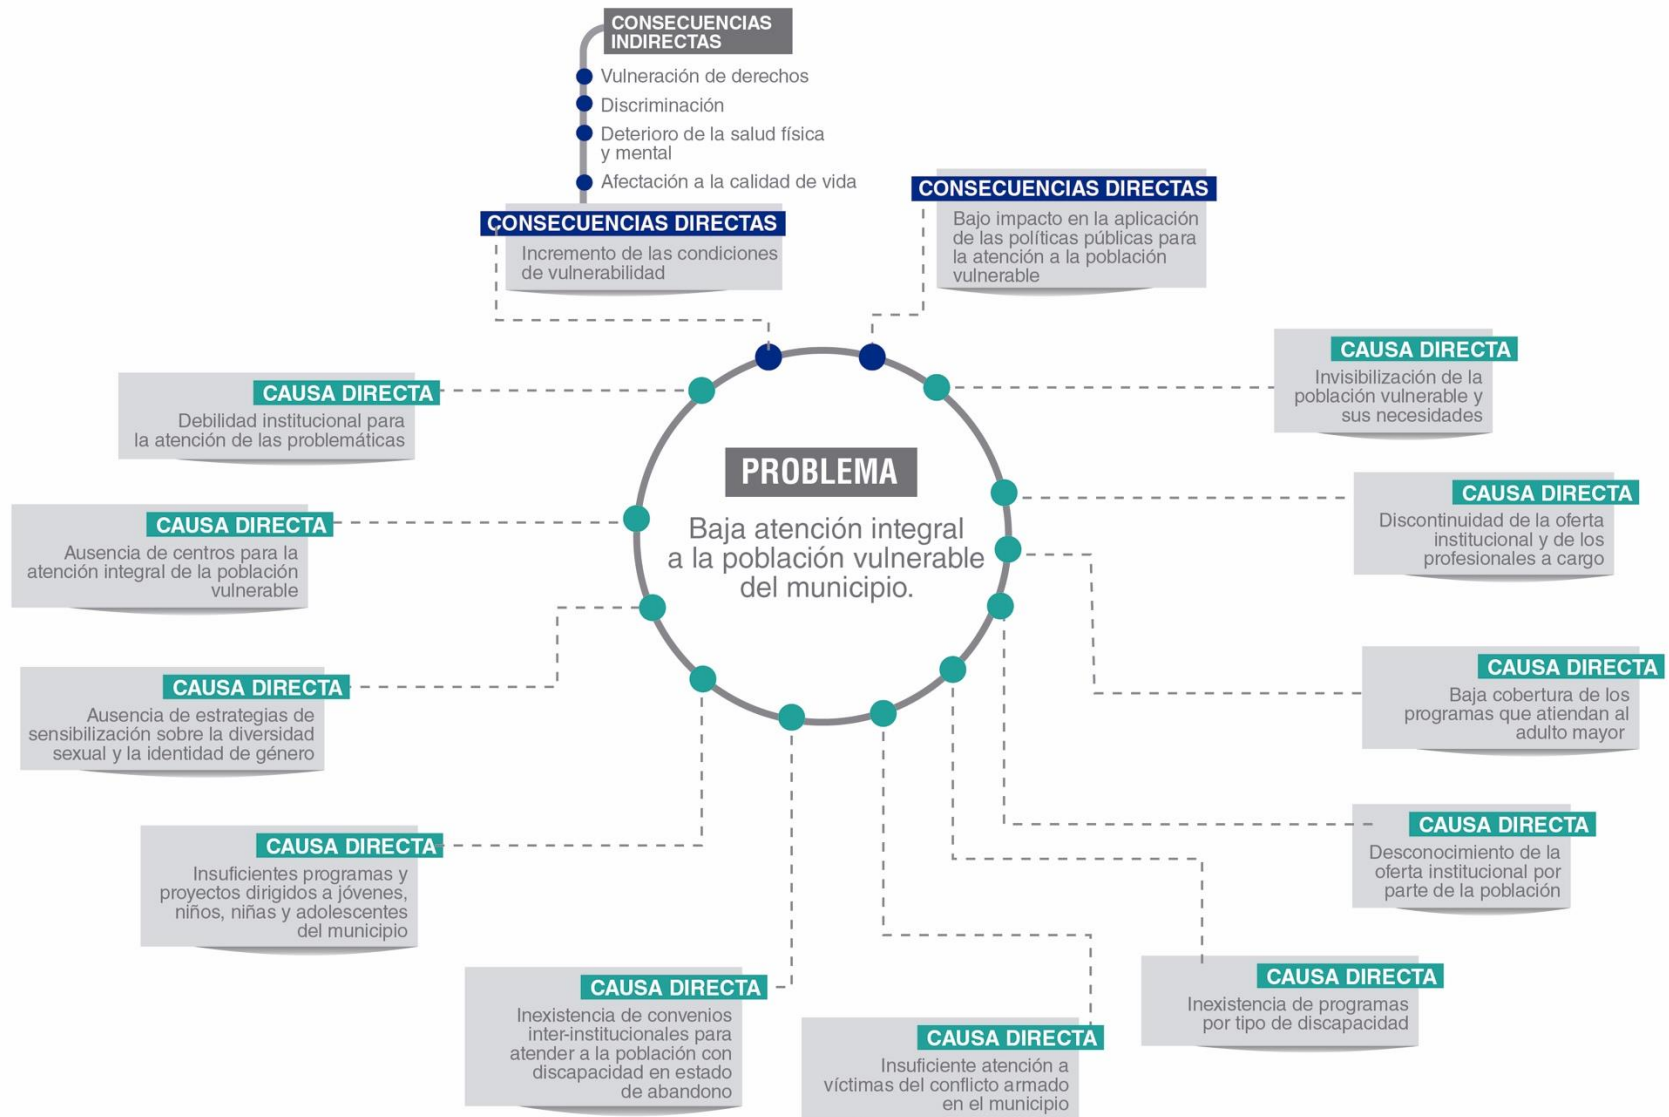 CONSECUENCIAS
INDIRECTAS
Vulneración de derechos
Discriminación
Deterioro de la salud física
y mental
Afectación a la calidad de vida
CONSECUENCIAS DIRECTAS
Incremento de las condiciones
de vulnerabilidad
CONSECUENCIAS DIRECTAS
Bajo impacto en la aplicación
de las políticas públicas para
la atención a la población
vulnerable
CAUSA DIRECTA
Invisibilización de la
población vulnerable y
sus necesidades
CAUSA DIRECTA
Debilidad institucional para
la atención de las problemáticas
PROBLEMA
Baja atención integral
a la población vulnerable
del municipio.
CAUSA DIRECTA
Discontinuidad de la oferta
institucional y de los
profesionales a cargo
CAUSA DIRECTA
Ausencia de centros para la
atención integral de la población
vulnerable
CAUSA DIRECTA
Baja cobertura de los
programas que atiendan al
adulto mayor
CAUSA DIRECTA
Ausencia de estrategias de
sensibilización sobre la diversidad
sexual y la identidad de género
CAUSA DIRECTA
Desconocimiento de la
oferta institucional por
parte de la población
CAUSA DIRECTA
Insuficientes programas y
proyectos dirigidos a jóvenes,
niños, niñas y adolescentes
del municipio
CAUSA DIRECTA
Inexistencia de programas
por tipo de discapacidad
CAUSA DIRECTA
Inexistencia de convenios
inter-institucionales para
atender a la población con
discapacidad en estado
de abandono
CAUSA DIRECTA
Insuficiente atención a
víctimas del conflicto armado
en el municipio